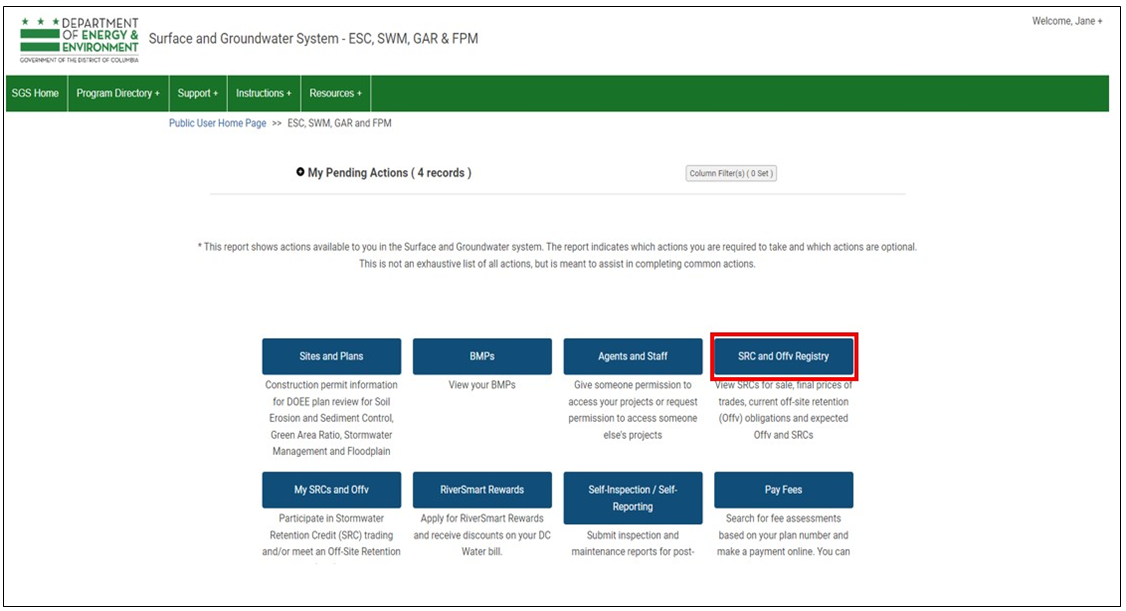 ★ ★ ★ DEPARTMENT
OF ENERGY &
ENVIRONMENT
GOVERNMENT OF THE DISTRICT OF COLUMBIA
Surface and Groundwater System - ESC, SWM, GAR & FPM
Welcome, Jane +
SGS Home
Program Directory +
Support +
Instructions +
Resources +
Public User Home Page >> ESC, SWM, GAR and FPM
My Pending Actions ( 4 records )
Column Filter(s) ( 0 Set )
* This report shows actions available to you in the Surface and Groundwater system. The report indicates which actions you are required to take and which actions are optional.
This is not an exhaustive list of all actions, but is meant to assist in completing common actions.
Sites and Plans
Construction permit information
for DOEE plan review for Soil
Erosion and Sediment Control,
Green Area Ratio, Stormwater
Management and Floodplain
BMPs
View your BMPs
Agents and Staff
Give someone permission to
access your projects or request
permission to access someone
else's projects
SRC and Offv Registry
View SRCs for sale, final prices of
trades, current off-site retention
(Offv) obligations and expected
Offv and SRCs
My SRCs and Offv
Participate in Stormwater
Retention Credit (SRC) trading
and/or meet an Off-Site Retention
RiverSmart Rewards
Apply for RiverSmart Rewards
and receive discounts on your DC
Water bill.
Self-Inspection / Self-
Reporting
Submit inspection and
maintenance reports for post-
Pay Fees
Search for fee assessments
based on your plan number and
make a payment online. You can